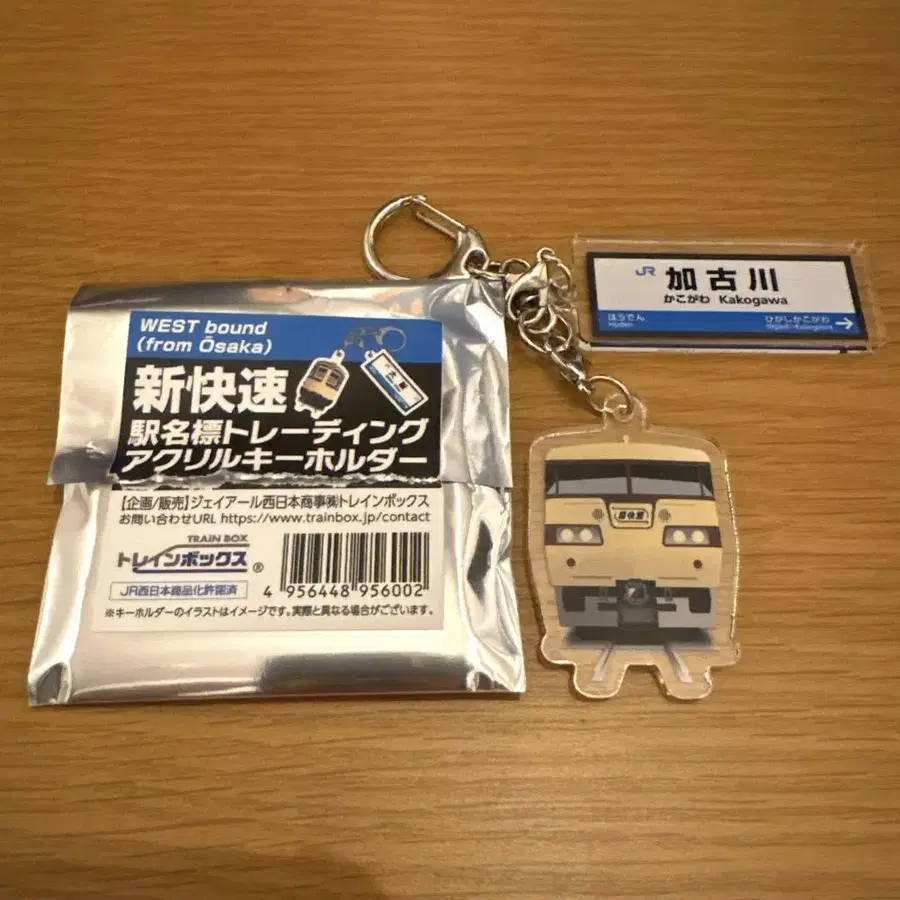 WEST bound
(from Ōsaka)
新快速
駅名標トレーディング
アクリルキーホルダー
【企画/販売】ジェイアール西日本商事㈱トレインボックス
お問い合わせURL https://www.trainbox.jp/contact
TRAIN BOX
トレインボックス®
JR西日本商品化許諾済
4 956448 956002
※キーホルダーのイラストはイメージです。実際と異なる場合がございます。
JR 加古川
かこがわ Kakogawa
ほうでん ひがしかこがわ
Hōden Higashi-Kakogawa
新快速